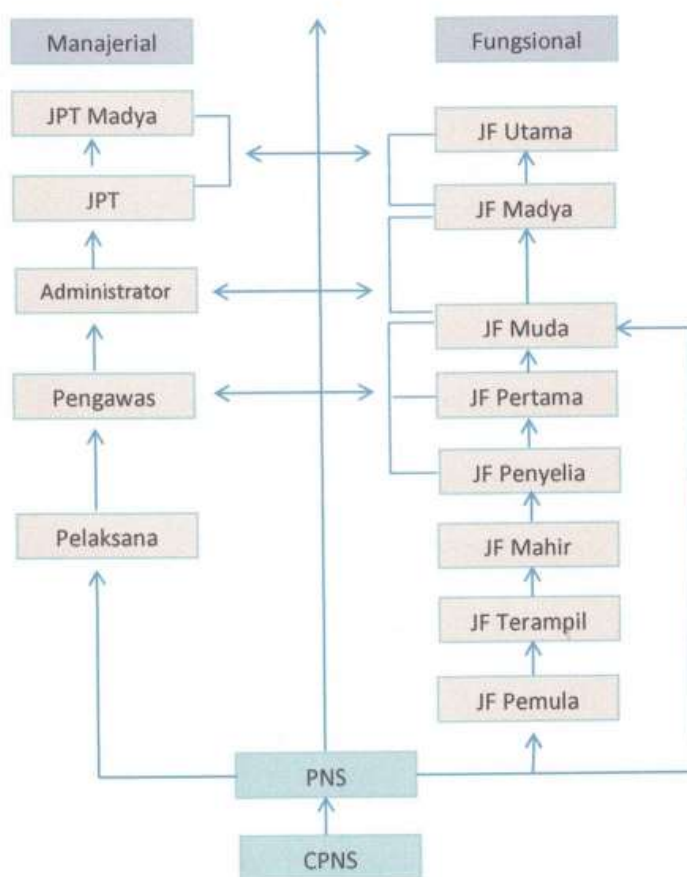 Manajerial
Fungsional
JPT Madya
JF Utama
JPT
JF Madya
Administrator
JF Muda
Pengawas
JF Pertama
JF Penyelia
Pelaksana
JF Mahir
JF Terampil
JF Pemula
PNS
CPNS